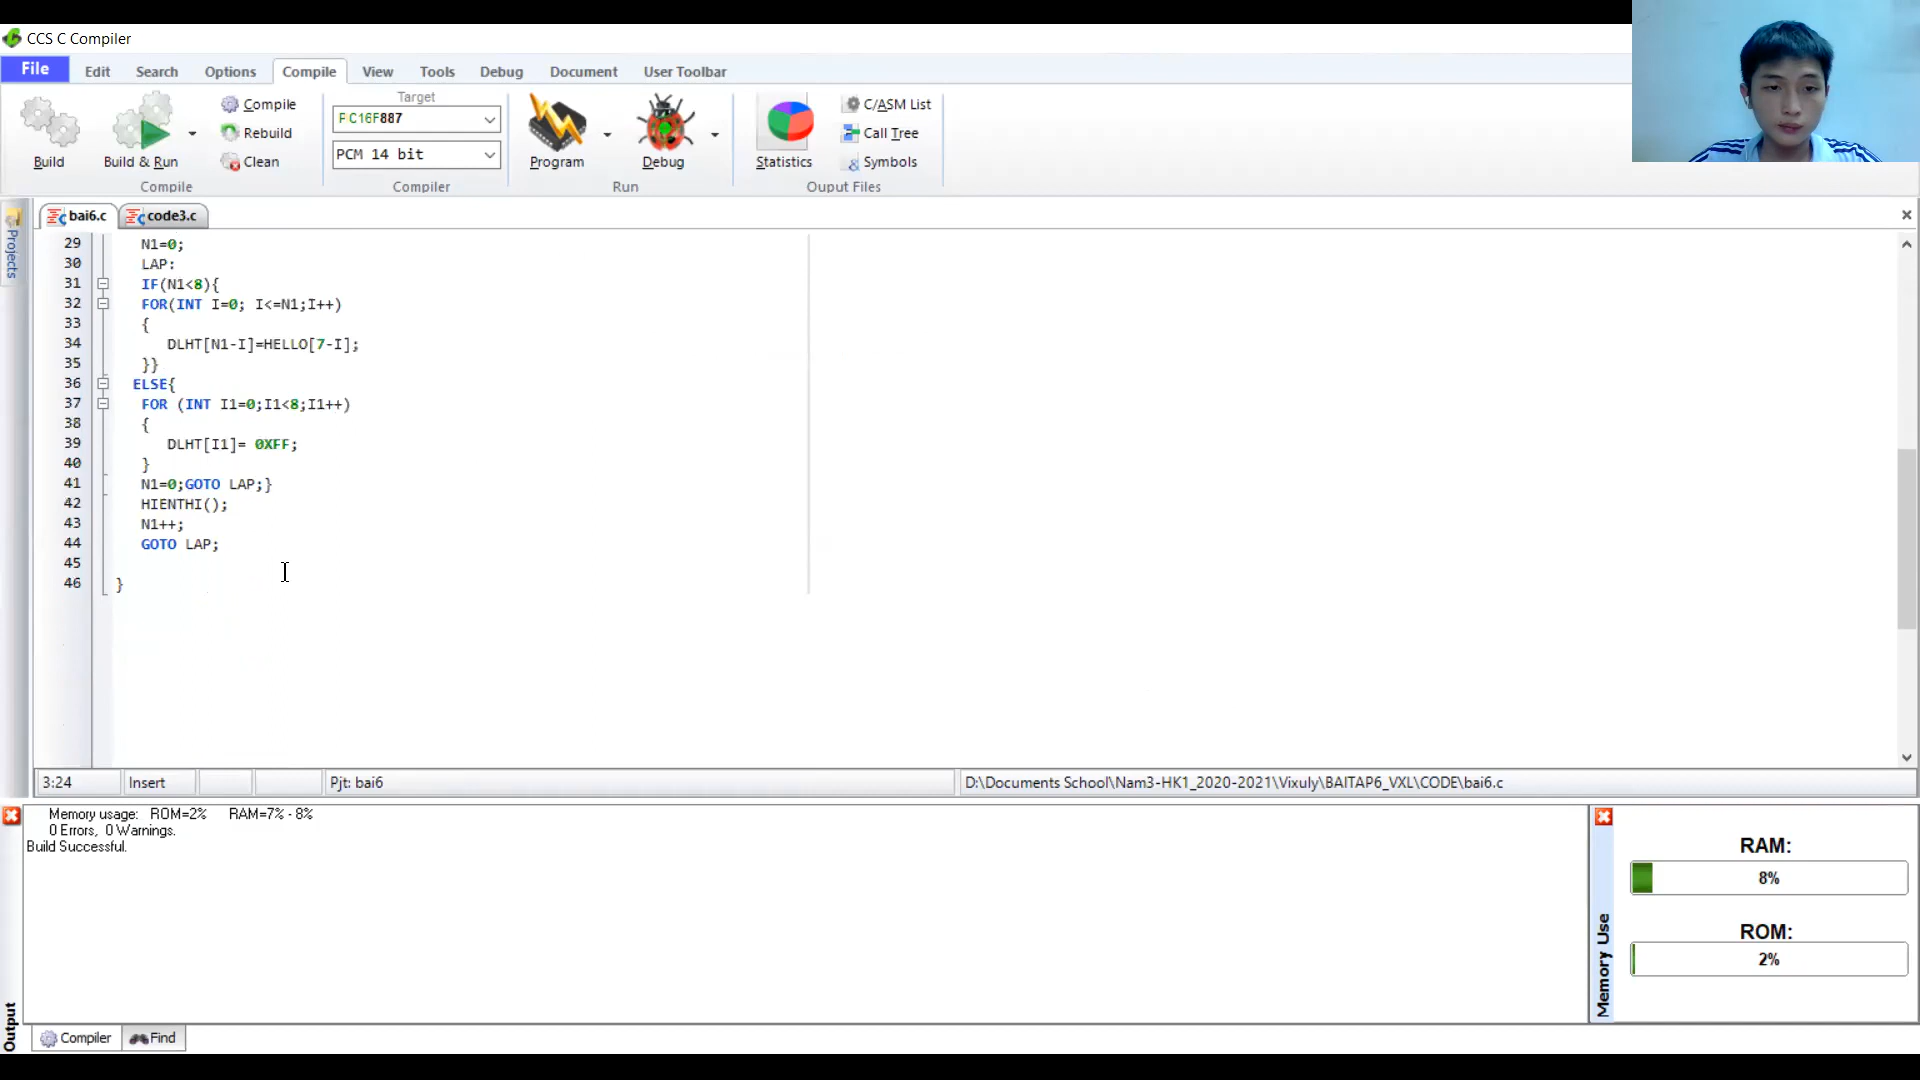 CCS C Compiler
File Edit Search Options Compile View Tools Debug Document User Toolbar
Build
Build & Run
Compile
Rebuild
Clean
Compile
Target
PIC16F887
PCM 14 bit
Compiler
Program
Debug
Run
Statistics
C/ASM List
Call Tree
Symbols
Ouput Files
Projects
bai6.c code3.c
29 N1=0;
30 LAP:
31 IF(N1<8){
32 FOR(INT I=0; I<=N1;I++)
33 {
34 DLHT[N1-I]=HELLO[7-I];
35 }}
36 ELSE{
37 FOR (INT I1=0;I1<8;I1++)
38 {
39 DLHT[I1]= 0XFF;
40 }
41 N1=0;GOTO LAP;}
42 HIENTHI();
43 N1++;
44 GOTO LAP;
45
46 }
3:24 Insert Pjt: bai6 D:\Documents School\Nam3-HK1_2020-2021\Vixuly\BAITAP6_VXL\CODE\bai6.c
Memory usage: ROM=2% RAM=7% - 8%
0 Errors, 0 Warnings.
Build Successful.
Output
Compiler Find
Memory Use
RAM:
8%
ROM:
2%